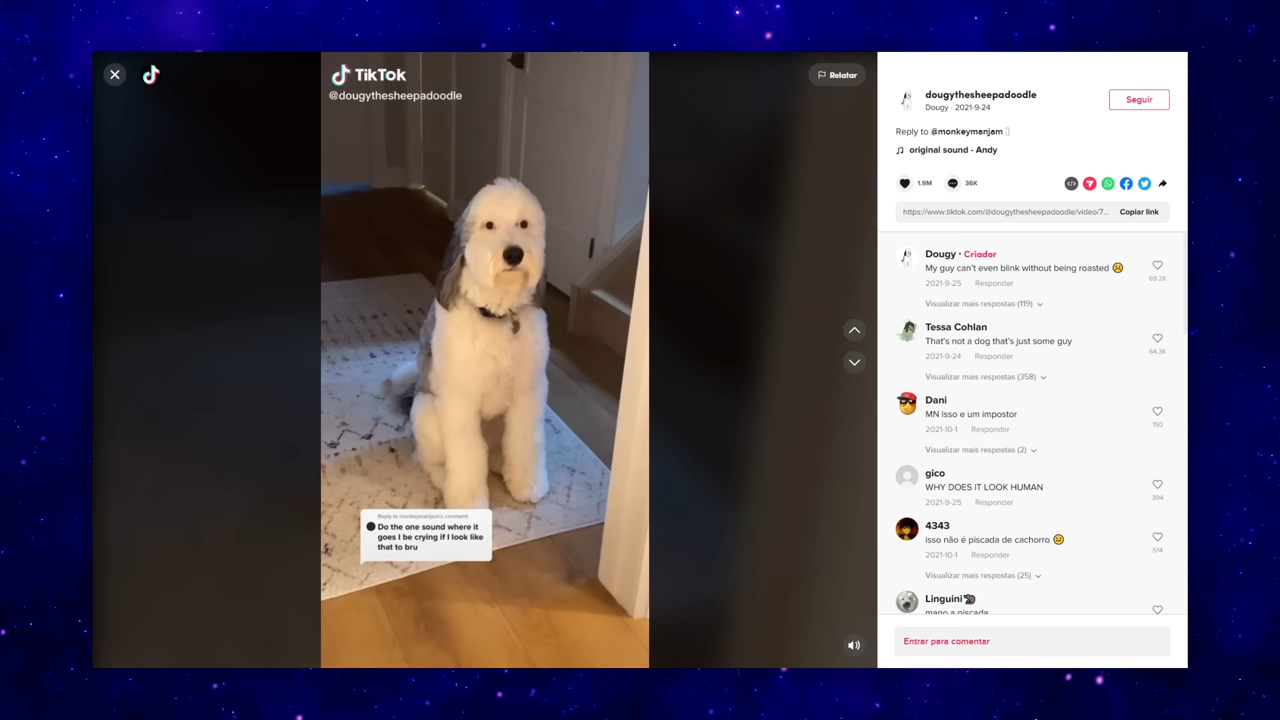 TikTok
@dougythesheepadoodle
Relatar
Reply to monkeymanjam's comment
Do the one sound where it
goes I be crying if I look like
that to bru
dougythesheepadoodle
Seguir
Dougy · 2021-9-24
Reply to @monkeymanjam
original sound - Andy
1.9M
36K
https://www.tiktok.com/@dougythesheepadoodle/video/7...
Copiar link
Dougy · Criador
My guy can't even blink without being roasted
69.2K
2021-9-25 Responder
Visualizar mais respostas (119)
Tessa Cohlan
That's not a dog that's just some guy
64.3K
2021-9-24 Responder
Visualizar mais respostas (358)
Dani
MN isso e um impostor
150
2021-10-1 Responder
Visualizar mais respostas (2)
gico
WHY DOES IT LOOK HUMAN
394
2021-9-25 Responder
4343
isso não é piscada de cachorro
514
2021-10-1 Responder
Visualizar mais respostas (25)
Linguini
mano a piscada
Entrar para comentar